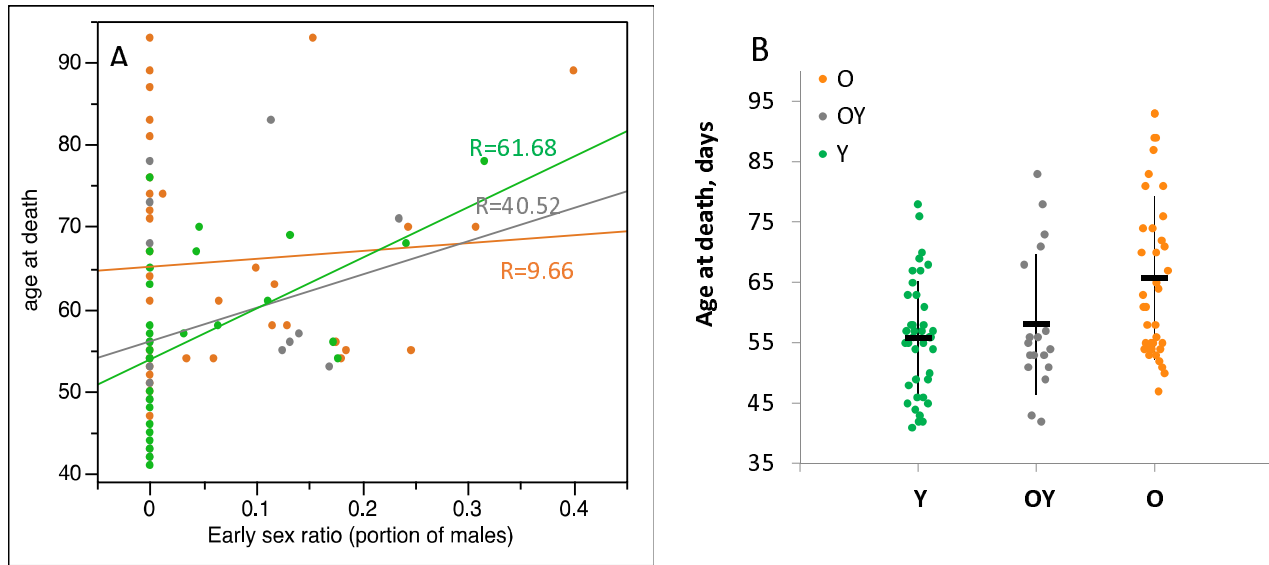 A
90
80
70
60
50
40
age at death
R=61.68
R=40.52
R=9.66
0 0.1 0.2 0.3 0.4
Early sex ratio (portion of males)
B
O
OY
Y
Age at death, days
95
85
75
65
55
45
35
Y OY O